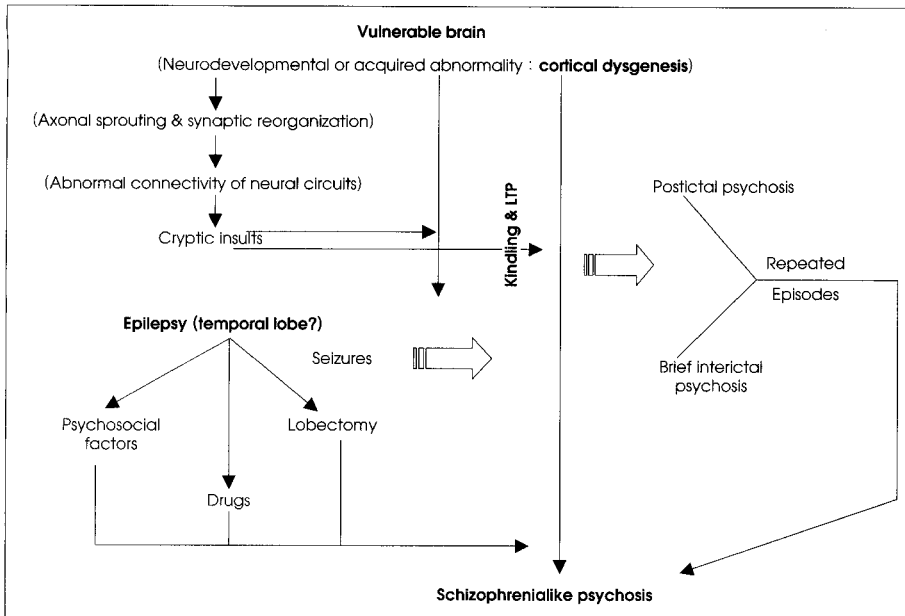 Vulnerable brain
(Neurodevelopmental or acquired abnormality : cortical dysgenesis)
(Axonal sprouting & synaptic reorganization)
(Abnormal connectivity of neural circuits)
Cryptic insults
Kindling & LTP
Postictal psychosis
Repeated
Episodes
Brief interictal
psychosis
Epilepsy (temporal lobe?)
Seizures
Psychosocial
factors
Lobectomy
Drugs
Schizophrenialike psychosis